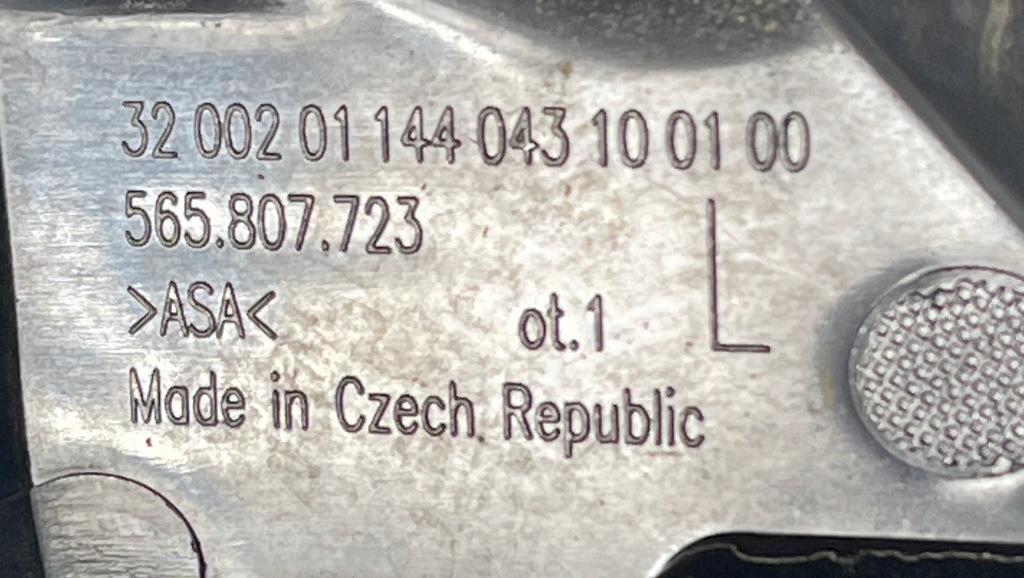 32 002 01 144 043 10 01 00
565.807.723
>ASA<
ot.1 L
Made in Czech Republic